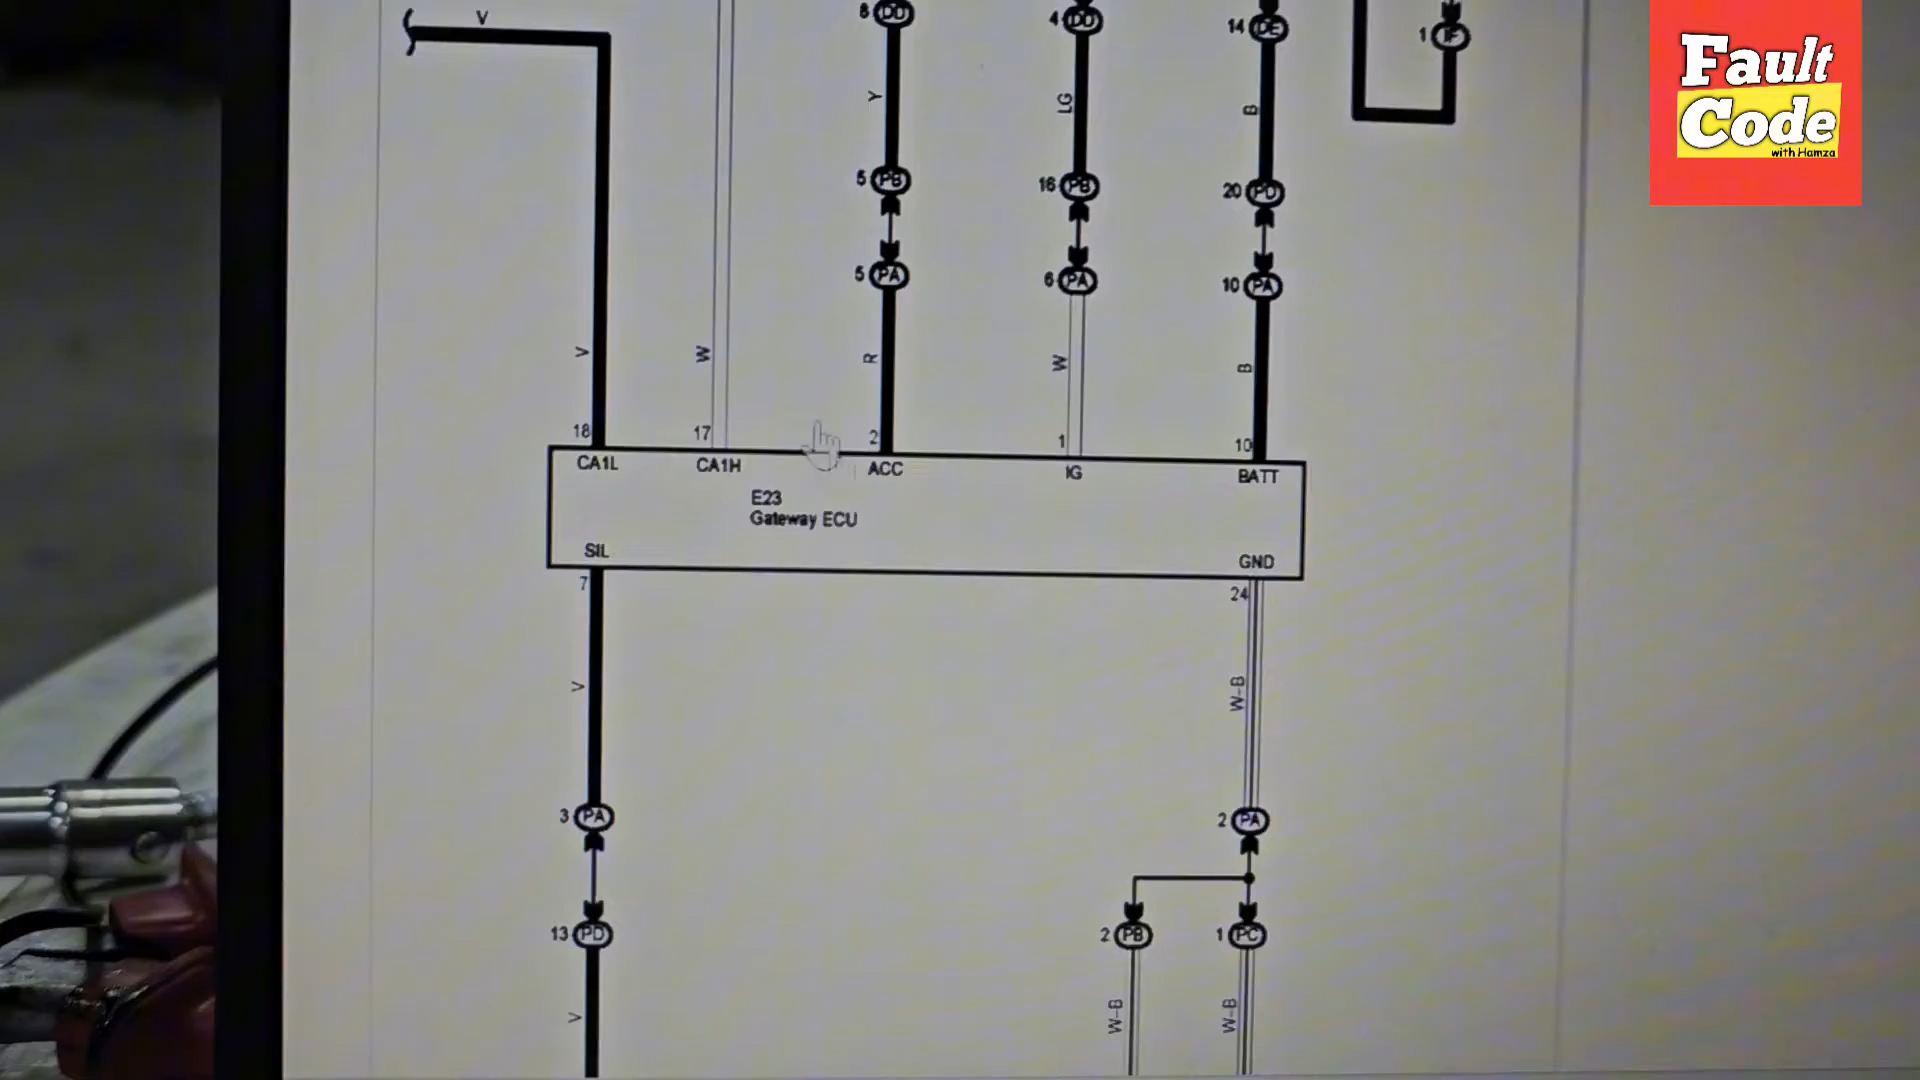 V
8 DD
4 DD
14 DE
1 IF
Fault
Code
with Hamza
Y
LG
B
5 PB
16 PB
20 PD
5 PA
6 PA
10 PA
V
W
R
W
B
18
17
2
1
10
CA1L
CA1H
ACC
IG
BATT
E23
Gateway ECU
SIL
GND
7
24
V
W-B
3 PA
2 PA
13 PD
2 PB
1 PC
V
W-B
W-B